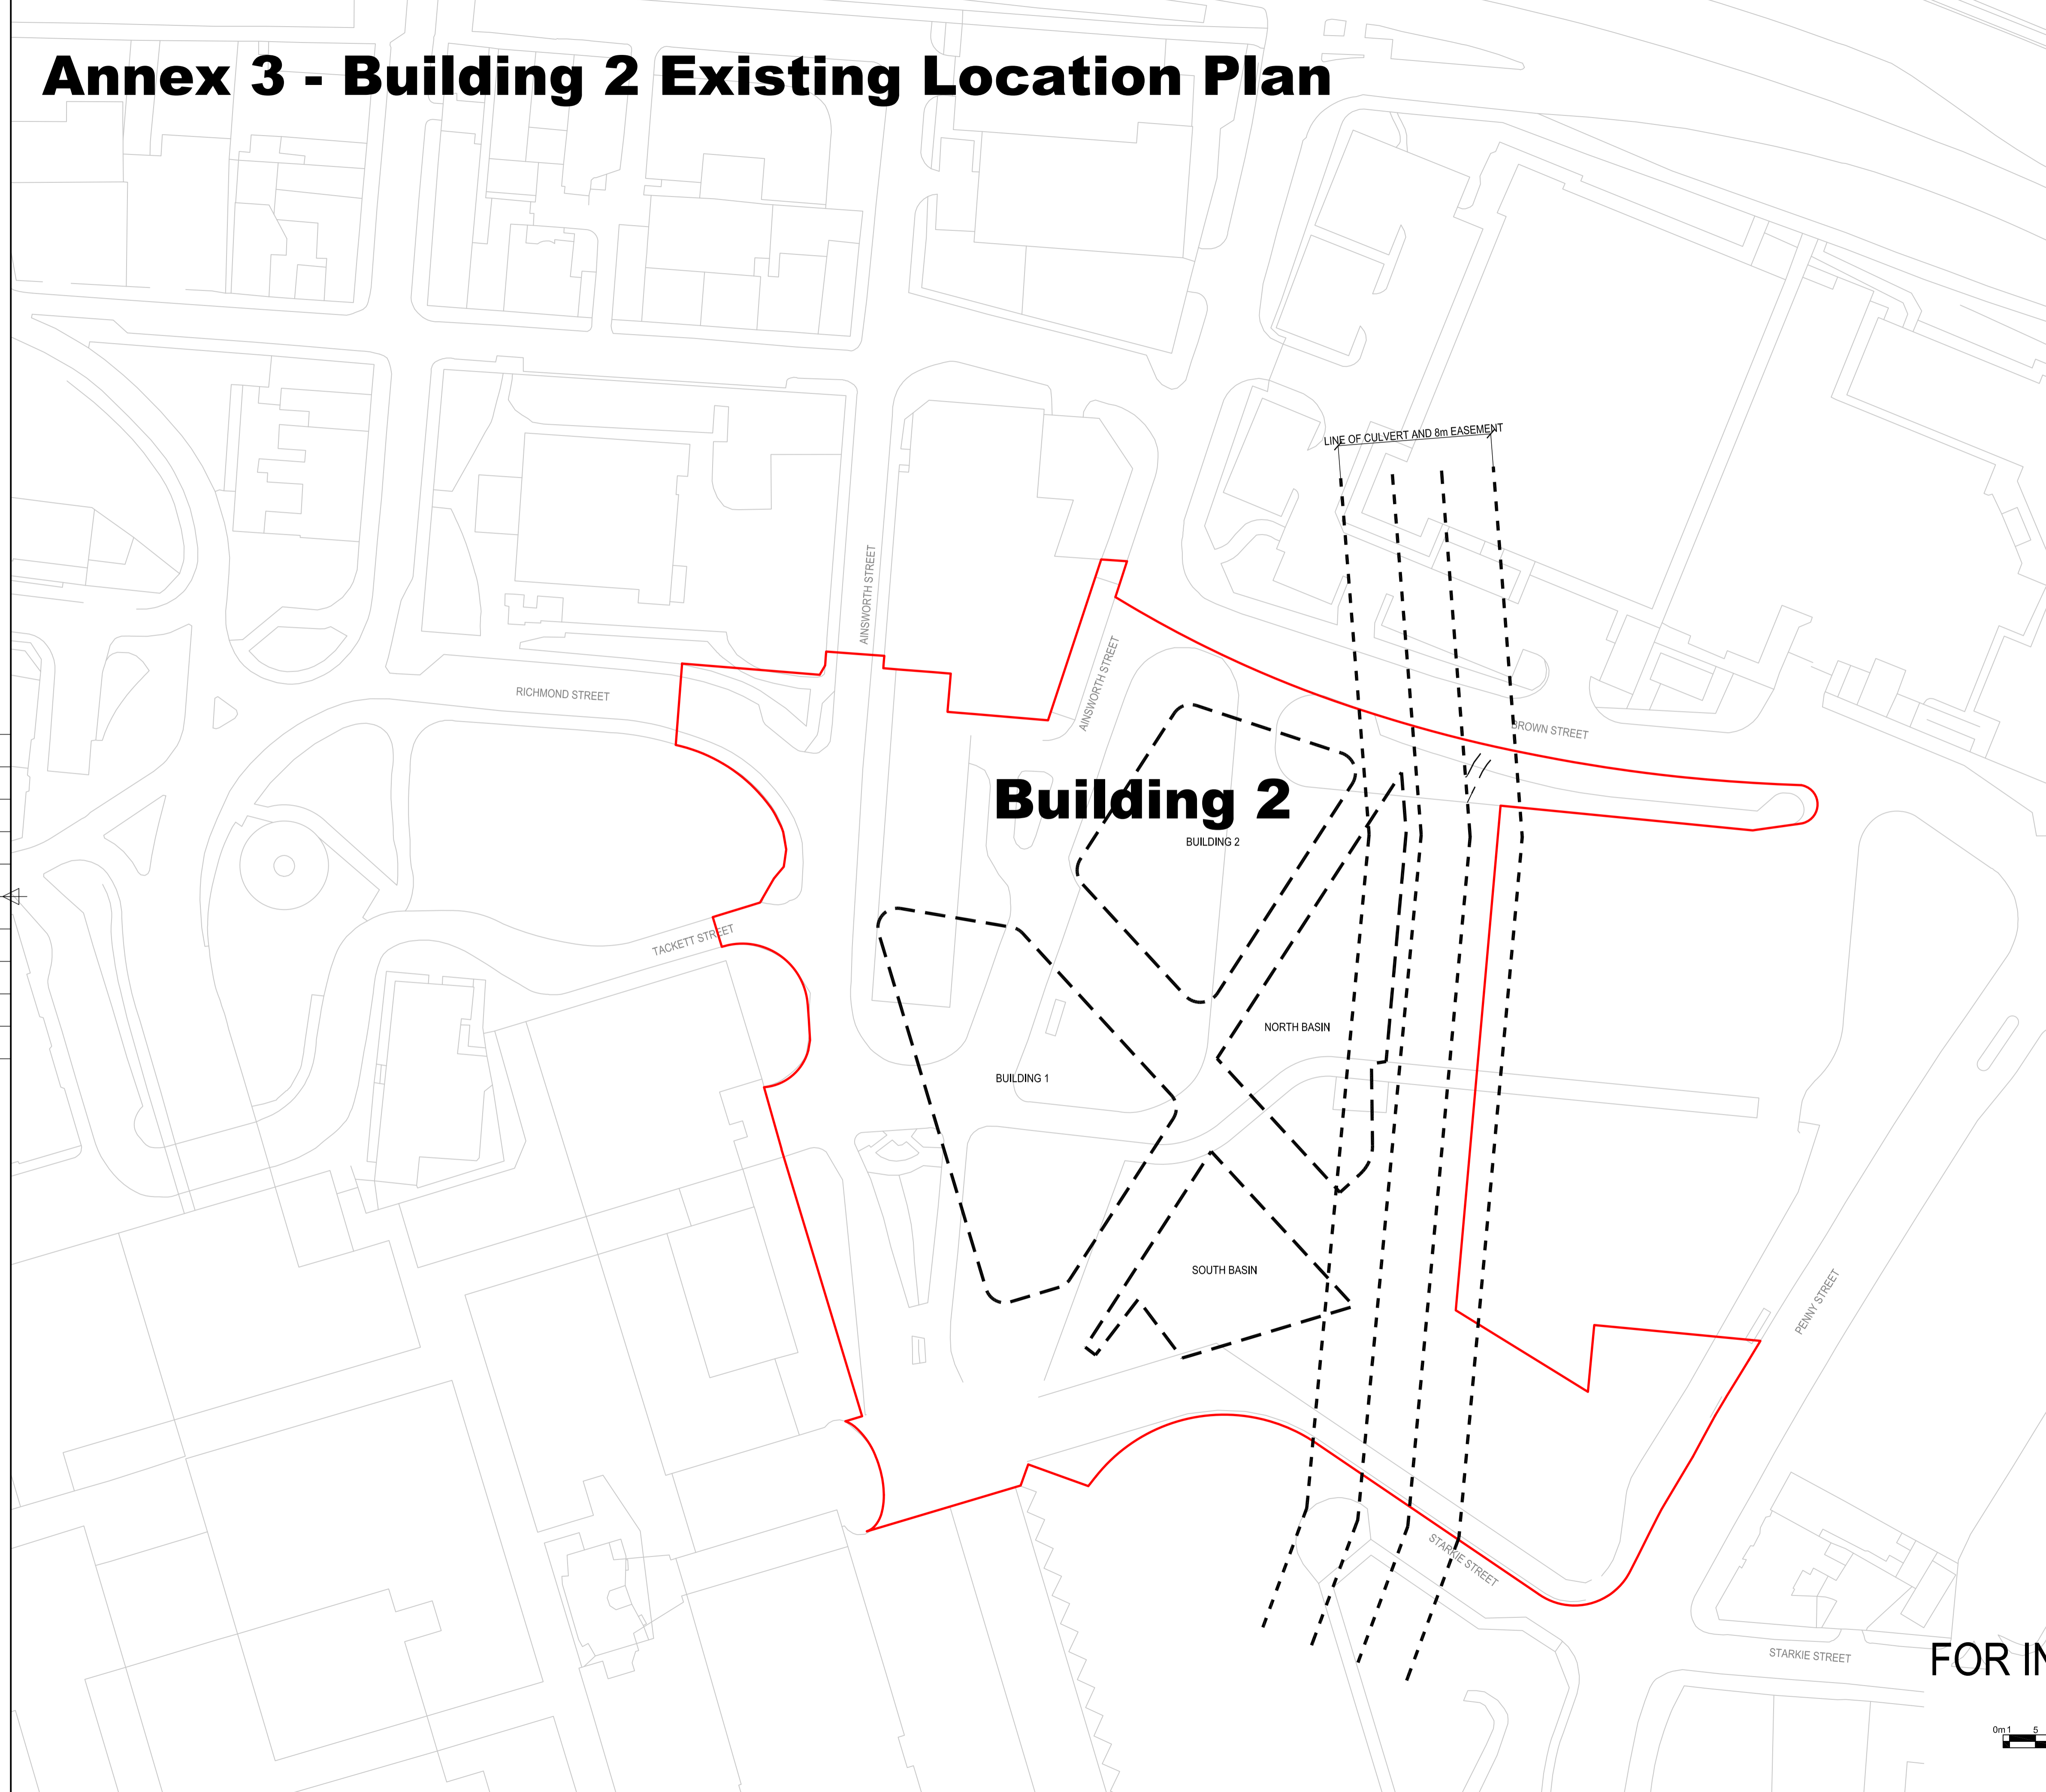 Annex 3 - Building 2 Existing Location Plan
LINE OF CULVERT AND 8m EASEMENT
AINSWORTH STREET
AINSWORTH STREET
RICHMOND STREET
BROWN STREET
Building 2
BUILDING 2
TACKETT STREET
NORTH BASIN
BUILDING 1
SOUTH BASIN
PENNY STREET
STARKIE STREET
STARKIE STREET
FOR IN
0m 1 5